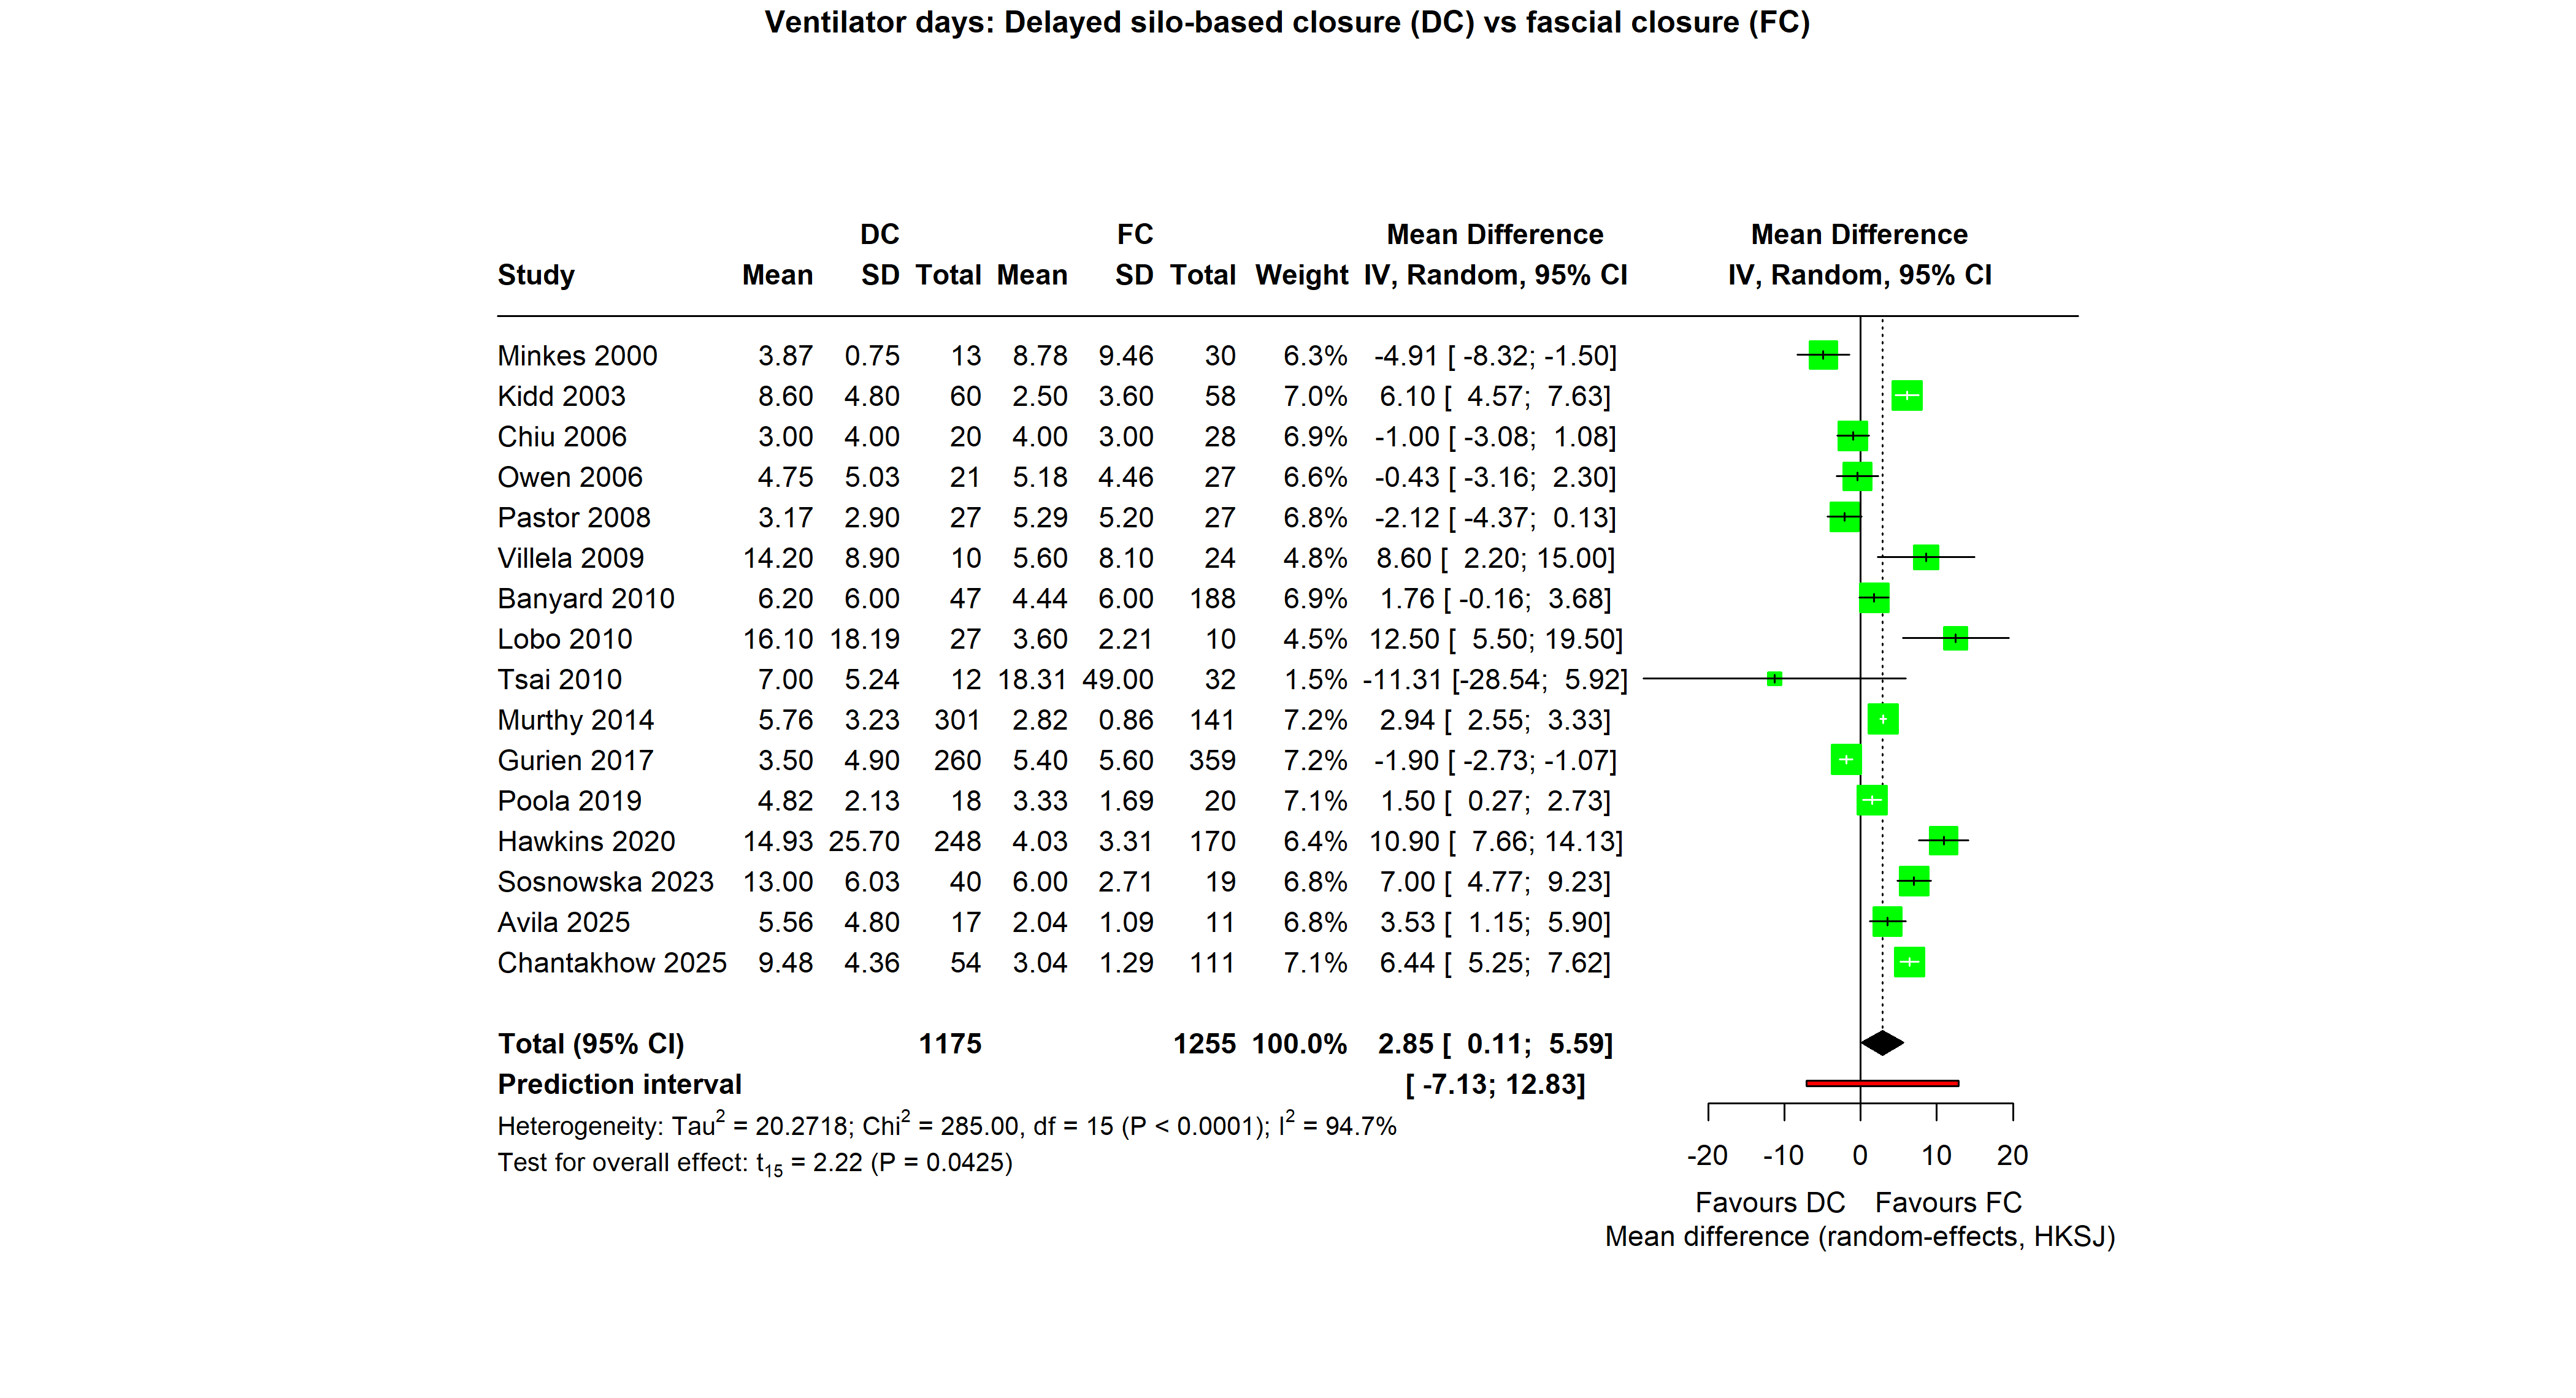 Ventilator days: Delayed silo-based closure (DC) vs fascial closure (FC)
DC FC Mean Difference Mean Difference
Study Mean SD Total Mean SD Total Weight IV, Random, 95% CI IV, Random, 95% CI
Minkes 2000 3.87 0.75 13 8.78 9.46 30 6.3% -4.91 [ -8.32; -1.50]
Kidd 2003 8.60 4.80 60 2.50 3.60 58 7.0% 6.10 [ 4.57; 7.63]
Chiu 2006 3.00 4.00 20 4.00 3.00 28 6.9% -1.00 [ -3.08; 1.08]
Owen 2006 4.75 5.03 21 5.18 4.46 27 6.6% -0.43 [ -3.16; 2.30]
Pastor 2008 3.17 2.90 27 5.29 5.20 27 6.8% -2.12 [ -4.37; 0.13]
Villela 2009 14.20 8.90 10 5.60 8.10 24 4.8% 8.60 [ 2.20; 15.00]
Banyard 2010 6.20 6.00 47 4.44 6.00 188 6.9% 1.76 [ -0.16; 3.68]
Lobo 2010 16.10 18.19 27 3.60 2.21 10 4.5% 12.50 [ 5.50; 19.50]
Tsai 2010 7.00 5.24 12 18.31 49.00 32 1.5% -11.31 [-28.54; 5.92]
Murthy 2014 5.76 3.23 301 2.82 0.86 141 7.2% 2.94 [ 2.55; 3.33]
Gurien 2017 3.50 4.90 260 5.40 5.60 359 7.2% -1.90 [ -2.73; -1.07]
Poola 2019 4.82 2.13 18 3.33 1.69 20 7.1% 1.50 [ 0.27; 2.73]
Hawkins 2020 14.93 25.70 248 4.03 3.31 170 6.4% 10.90 [ 7.66; 14.13]
Sosnowska 2023 13.00 6.03 40 6.00 2.71 19 6.8% 7.00 [ 4.77; 9.23]
Avila 2025 5.56 4.80 17 2.04 1.09 11 6.8% 3.53 [ 1.15; 5.90]
Chantakhow 2025 9.48 4.36 54 3.04 1.29 111 7.1% 6.44 [ 5.25; 7.62]
Total (95% CI) 1175 1255 100.0% 2.85 [ 0.11; 5.59]
Prediction interval [ -7.13; 12.83]
Heterogeneity: Tau² = 20.2718; Chi² = 285.00, df = 15 (P < 0.0001); I² = 94.7%
Test for overall effect: t₁₅ = 2.22 (P = 0.0425)
-20 -10 0 10 20
Favours DC Favours FC
Mean difference (random-effects, HKSJ)